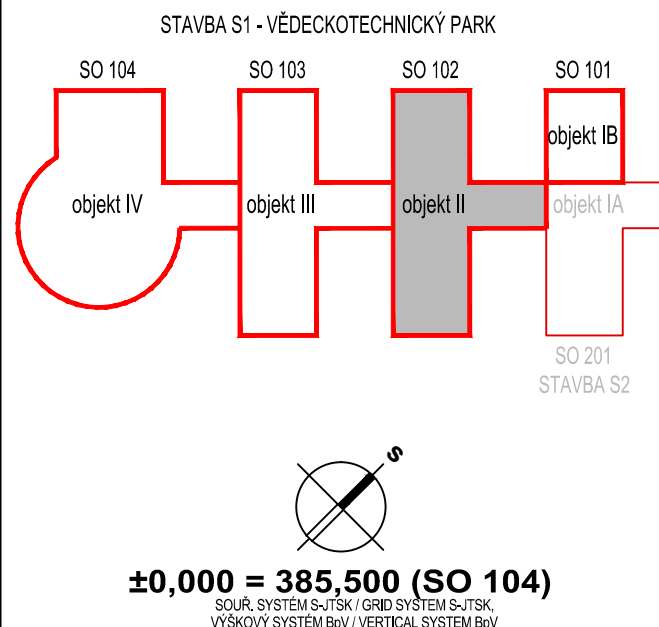 STAVBA S1 - VĚDECKOTECHNICKÝ PARK
SO 104 SO 103 SO 102 SO 101
objekt IB
objekt IV objekt III objekt II objekt IA
SO 201
STAVBA S2
S
±0,000 = 385,500 (SO 104)
SOUŘ. SYSTÉM S-JTSK / GRID SYSTEM S-JTSK,
VÝŠKOVÝ SYSTÉM BpV / VERTICAL SYSTEM BpV